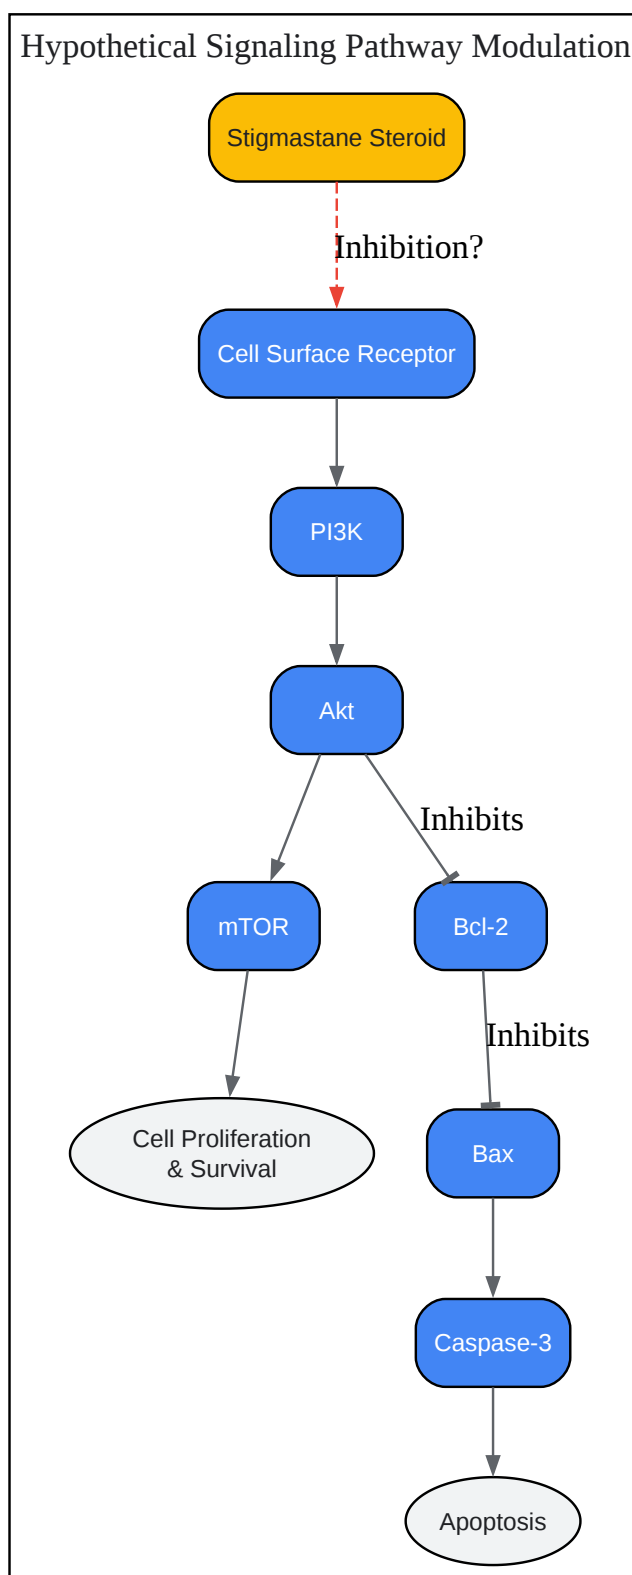 Hypothetical Signaling Pathway Modulation
Stigmastane Steroid
Inhibition?
Cell Surface Receptor
PI3K
Akt
Inhibits
mTOR
Bcl-2
Inhibits
Cell Proliferation
& Survival
Bax
Caspase-3
Apoptosis